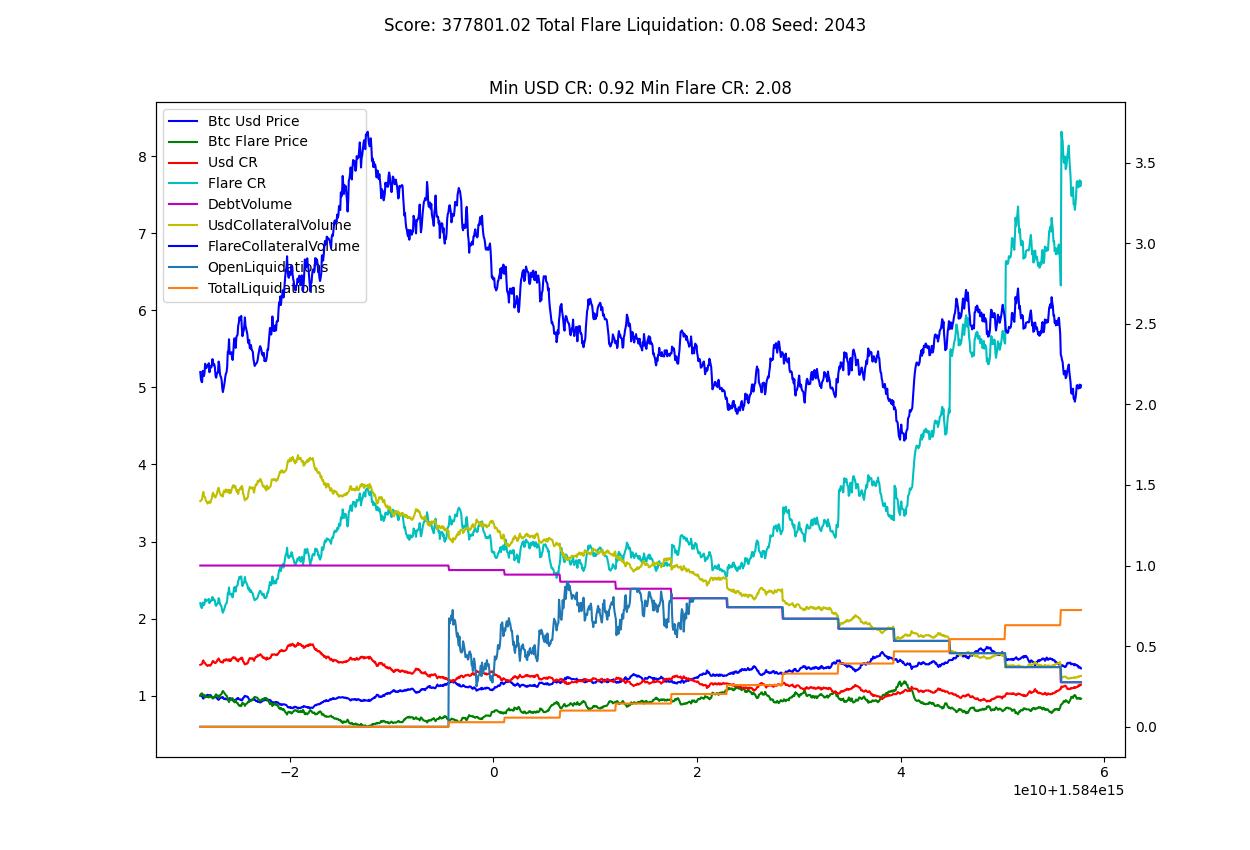 Score: 377801.02 Total Flare Liquidation: 0.08 Seed: 2043
Min USD CR: 0.92 Min Flare CR: 2.08
Btc Usd Price
Btc Flare Price
Usd CR
Flare CR
DebtVolume
UsdCollateralVolume
FlareCollateralVolume
OpenLiquidations
TotalLiquidations
8
7
6
5
4
3
2
1
3.5
3.0
2.5
2.0
1.5
1.0
0.5
0.0
−2 0 2 4 6
1e10+1.584e15